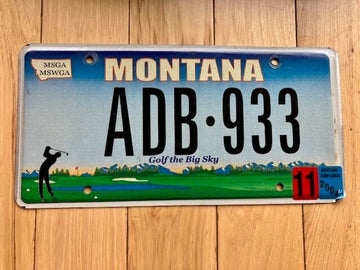 MSGA
MSWGA
MONTANA
ADB•933
Golf the Big Sky
11